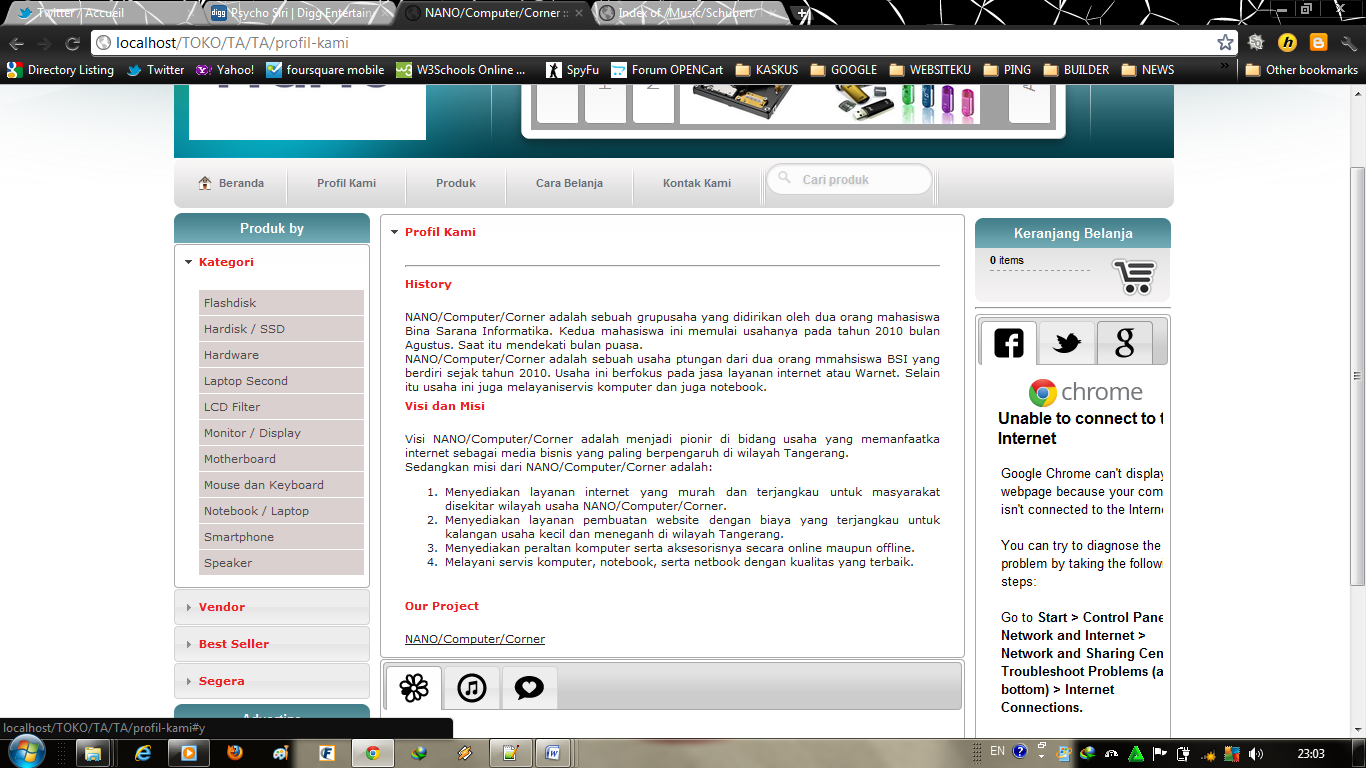 Twitter / Accueil
Psycho Siri | Digg Entertain
NANO/Computer/Corner ::
Index of /Music/Schubert/
localhost/TOKO/TA/TA/profil-kami
Directory Listing Twitter Yahoo! foursquare mobile W3Schools Online ... SpyFu Forum OPENCart KASKUS GOOGLE WEBSITEKU PING BUILDER NEWS » Other bookmarks
Beranda Profil Kami Produk Cara Belanja Kontak Kami Cari produk
Produk by
Kategori
Flashdisk
Hardisk / SSD
Hardware
Laptop Second
LCD Filter
Monitor / Display
Motherboard
Mouse dan Keyboard
Notebook / Laptop
Smartphone
Speaker
Vendor
Best Seller
Segera
Profil Kami
History
NANO/Computer/Corner adalah sebuah grupusaha yang didirikan oleh dua orang mahasiswa
Bina Sarana Informatika. Kedua mahasiswa ini memulai usahanya pada tahun 2010 bulan
Agustus. Saat itu mendekati bulan puasa.
NANO/Computer/Corner adalah sebuah usaha ptungan dari dua orang mmahsiswa BSI yang
berdiri sejak tahun 2010. Usaha ini berfokus pada jasa layanan internet atau Warnet. Selain
itu usaha ini juga melayaniservis komputer dan juga notebook.
Visi dan Misi
Visi NANO/Computer/Corner adalah menjadi pionir di bidang usaha yang memanfaatka
internet sebagai media bisnis yang paling berpengaruh di wilayah Tangerang.
Sedangkan misi dari NANO/Computer/Corner adalah:
1. Menyediakan layanan internet yang murah dan terjangkau untuk masyarakat
disekitar wilayah usaha NANO/Computer/Corner.
2. Menyediakan layanan pembuatan website dengan biaya yang terjangkau untuk
kalangan usaha kecil dan meneganh di wilayah Tangerang.
3. Menyediakan peraltan komputer serta aksesorisnya secara online maupun offline.
4. Melayani servis komputer, notebook, serta netbook dengan kualitas yang terbaik.
Our Project
NANO/Computer/Corner
Keranjang Belanja
0 items
chrome
Unable to connect to t
Internet
Google Chrome can't display
webpage because your com
isn't connected to the Interne
You can try to diagnose the
problem by taking the follow
steps:
Go to Start > Control Pane
Network and Internet >
Network and Sharing Cen
Troubleshoot Problems (a
bottom) > Internet
Connections.
localhost/TOKO/TA/TA/profil-kami#y
EN
23:03